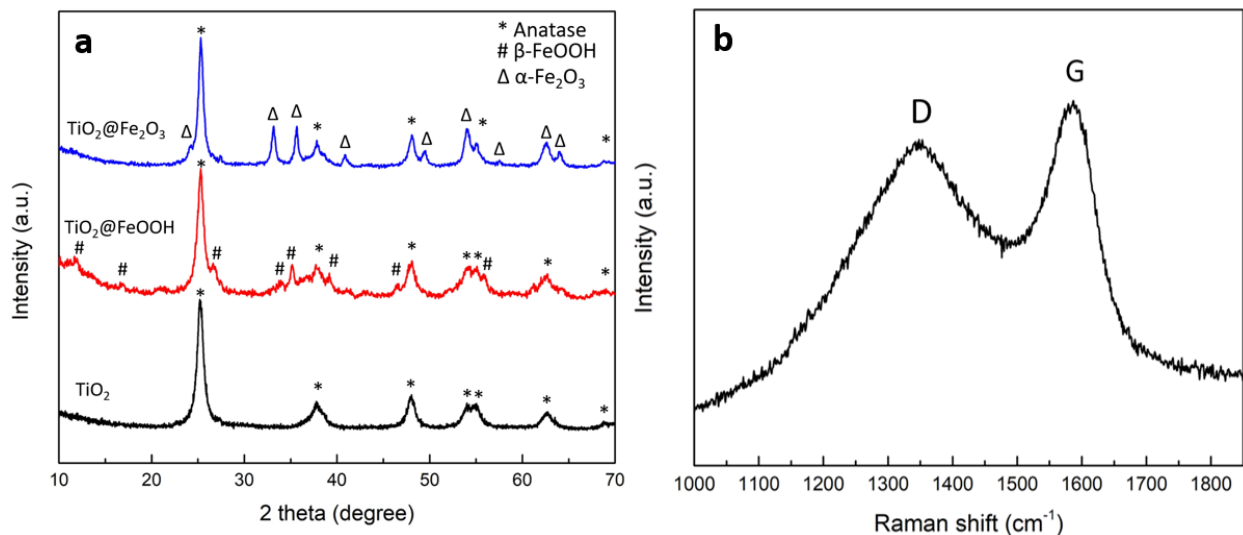 a
* Anatase
# β-FeOOH
Δ α-Fe₂O₃
TiO₂@Fe₂O₃
Δ * Δ Δ * Δ * Δ Δ * Δ Δ Δ *
TiO₂@FeOOH
# # * # # # * # # * * * # * *
TiO₂
* * * * * * *
Intensity (a.u.)
10 20 30 40 50 60 70
2 theta (degree)
b
D
G
Intensity (a.u.)
1000 1100 1200 1300 1400 1500 1600 1700 1800
Raman shift (cm⁻¹)